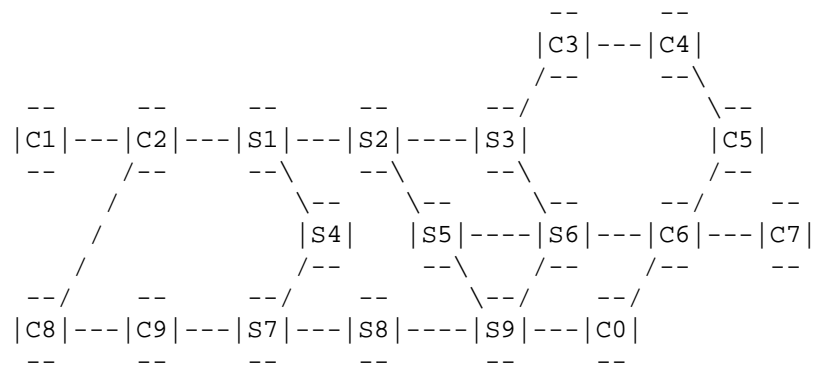 --      --
                                          |C3|---|C4|
                                          /--      --\
 --      --      --      --       --/              \--
|C1|---|C2|---|S1|---|S2|----|S3|            |C5|
 --      /--      --\      --\       --\              /--
       /             \--      \--      \--      --/      --
      /              |S4|    |S5|----|S6|---|C6|---|C7|
     /               /--      --\      /--      /--      --
 --/      --      --/      --      \--/      --/
|C8|---|C9|---|S7|---|S8|----|S9|---|C0|
 --      --      --      --       --      --